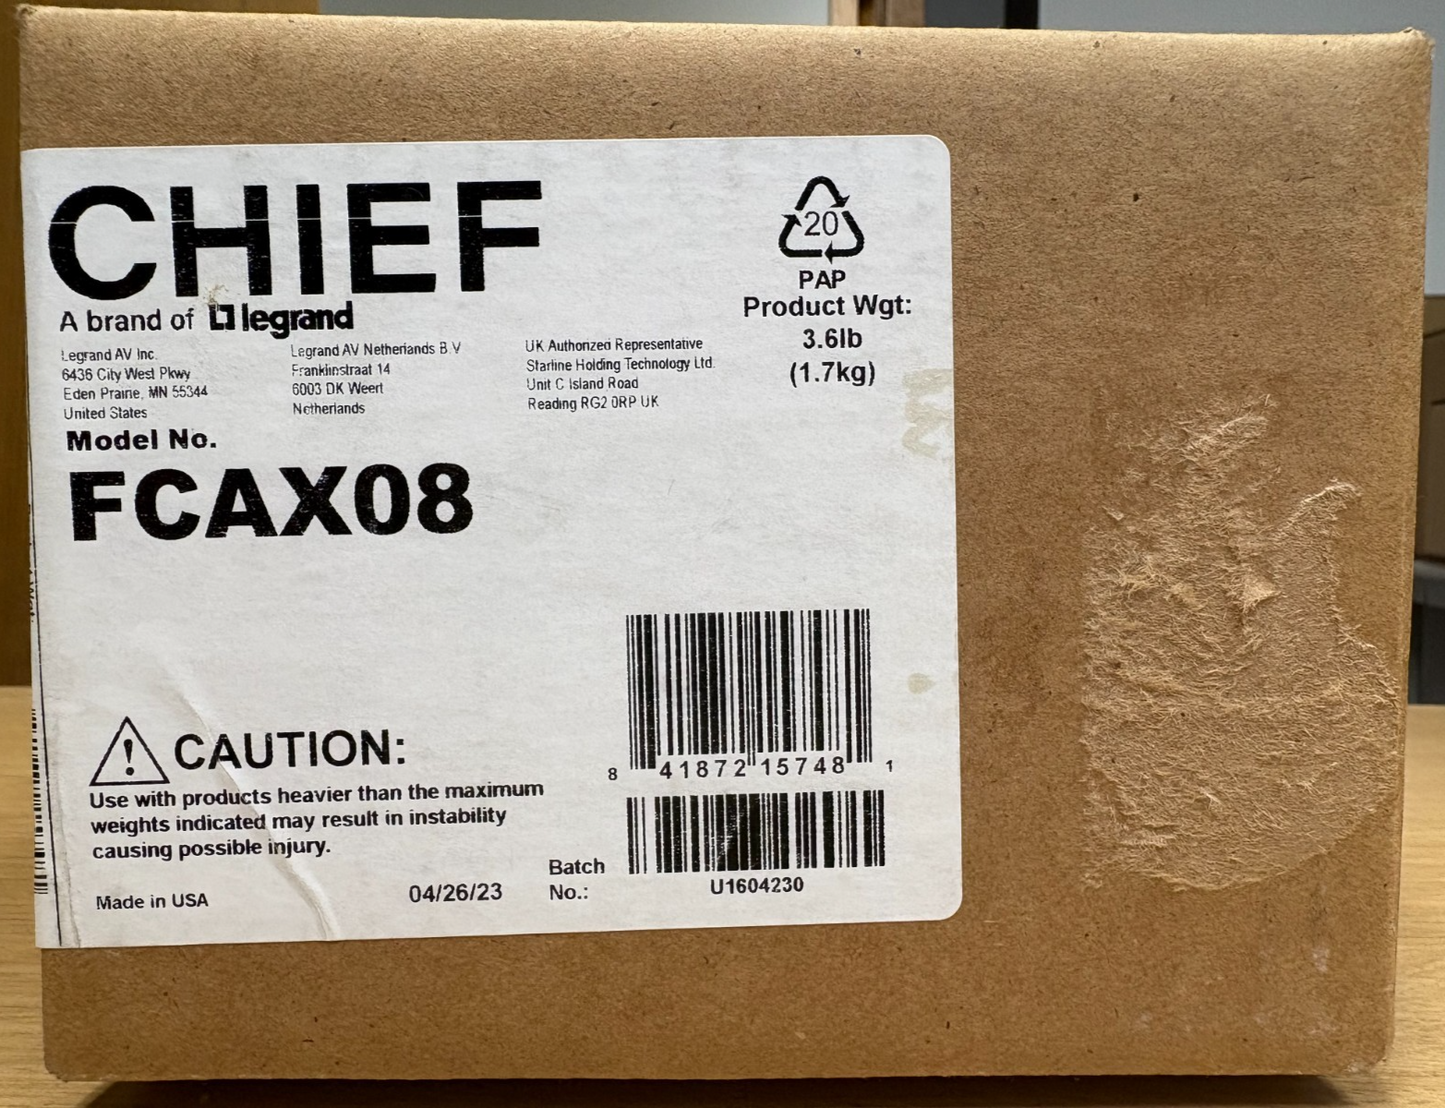 CHIEF
A brand of legrand
20
PAP
Product Wgt:
3.6lb
(1.7kg)
Legrand AV Inc.
6436 City West Pkwy
Eden Prairie, MN 55344
United States
Legrand AV Netherlands B.V
Franklinstraat 14
6003 DK Weert
Netherlands
UK Authorized Representative
Starline Holding Technology Ltd.
Unit C Island Road
Reading RG2 0RP UK
Model No.
FCAX08
8 41872 15748 1
CAUTION:
Use with products heavier than the maximum
weights indicated may result in instability
causing possible injury.
Made in USA
04/26/23
Batch
No.:
U1604230